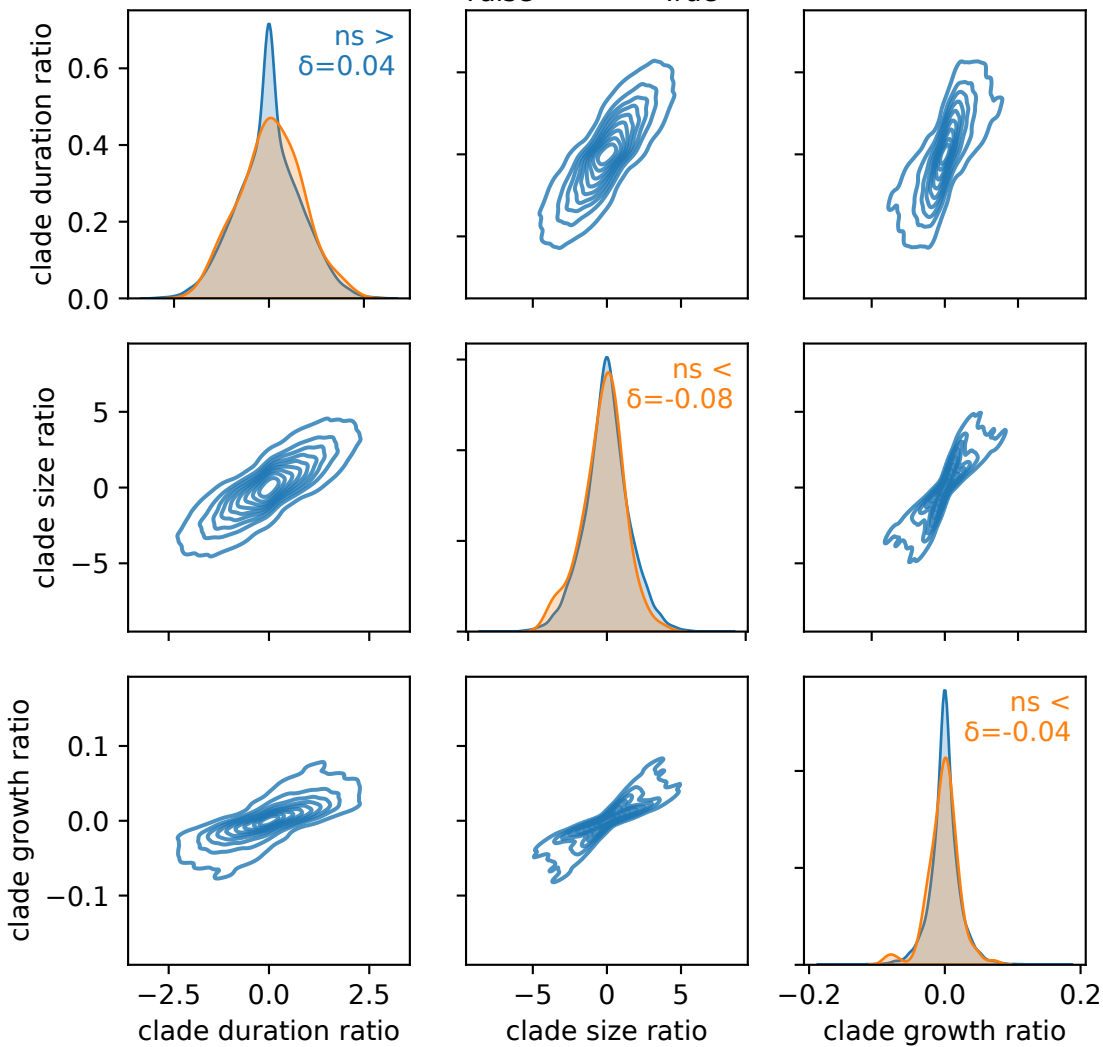 ns >
δ=0.04
clade duration ratio
0.6
0.4
0.2
0.0
ns <
δ=-0.08
clade size ratio
5
0
−5
ns <
δ=-0.04
clade growth ratio
0.1
0.0
−0.1
−2.5 0.0 2.5
−5 0 5
−0.2 0.0 0.2
clade duration ratio
clade size ratio
clade growth ratio